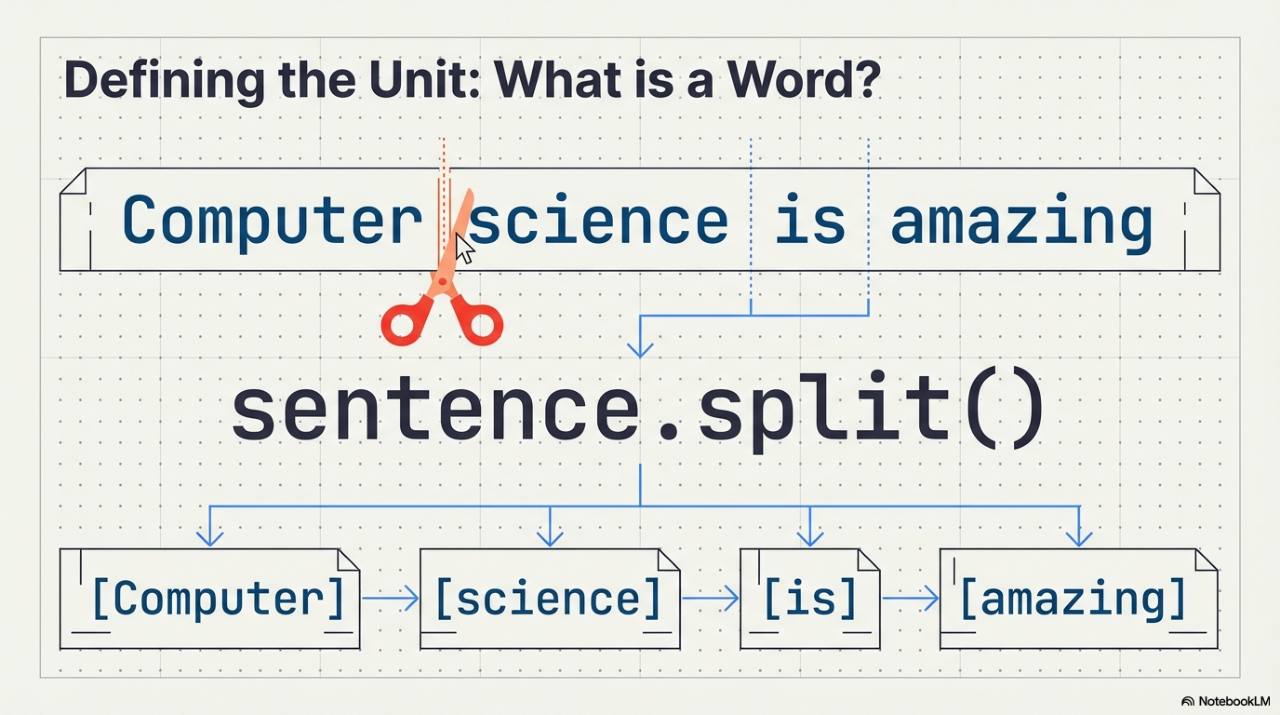 Defining the Unit: What is a Word?
Computer science is amazing
sentence.split()
[Computer] [science] [is] [amazing]
NotebookLM